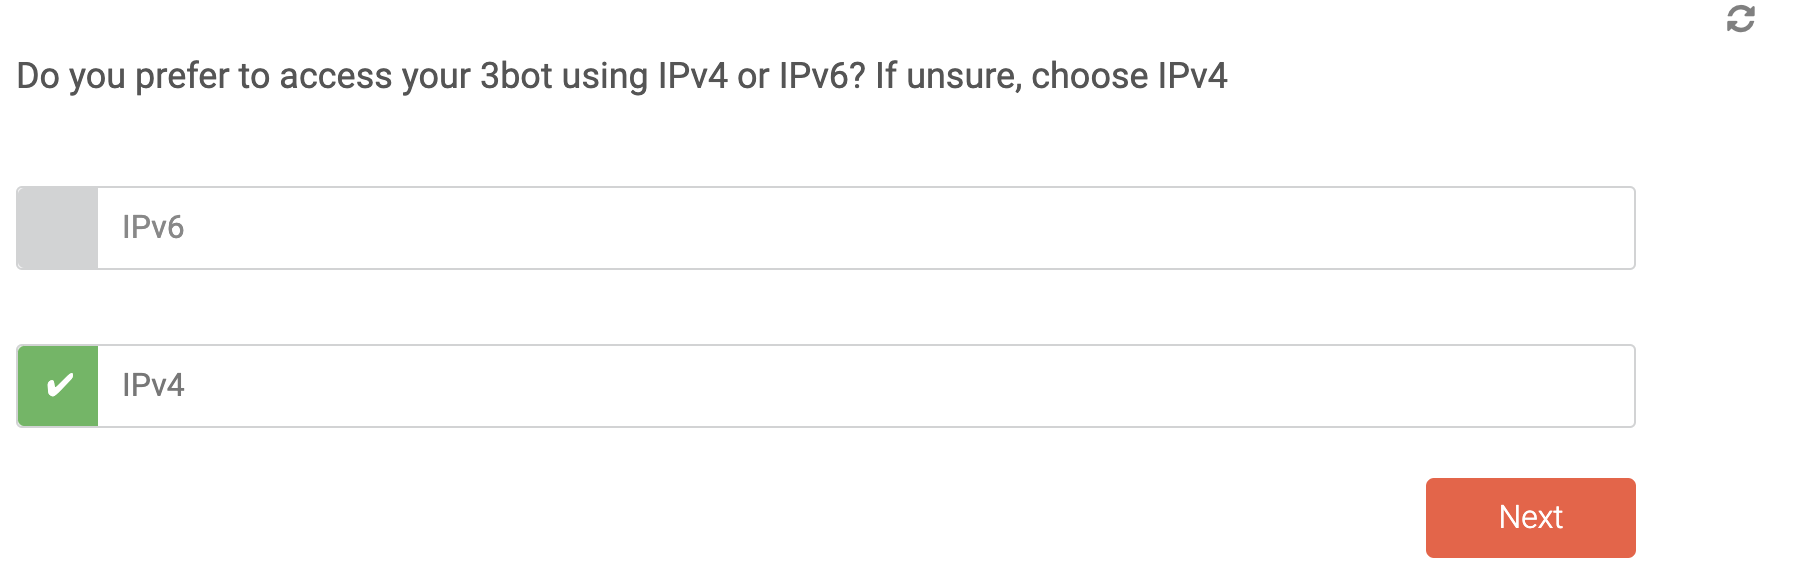 Do you prefer to access your 3bot using IPv4 or IPv6? If unsure, choose IPv4
IPv6
IPv4
Next